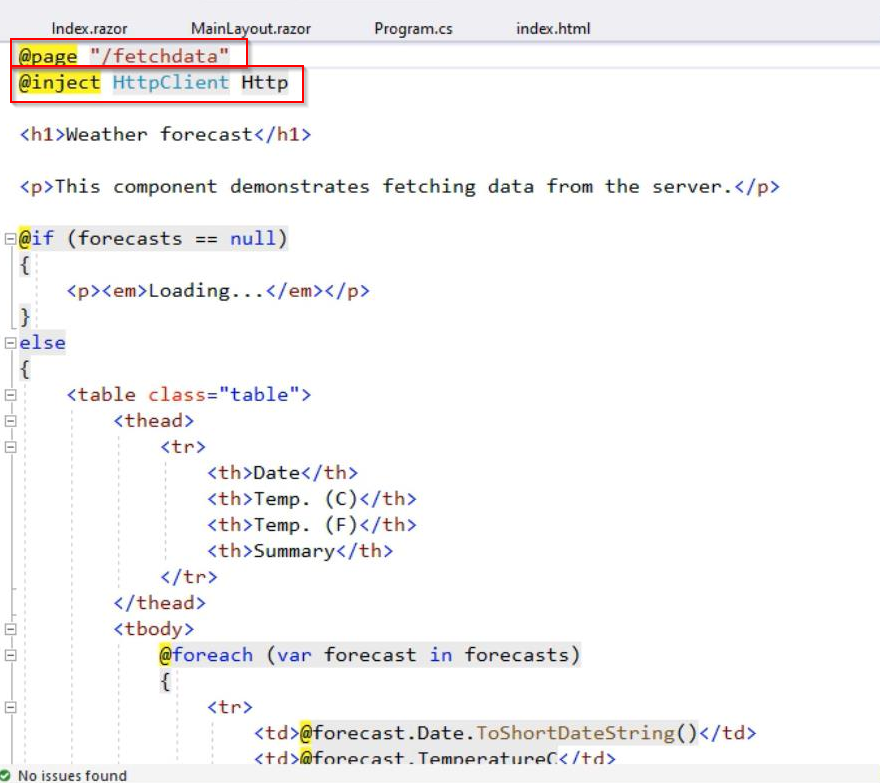 Index.razor MainLayout.razor Program.cs index.html
@page "/fetchdata"
@inject HttpClient Http
<h1>Weather forecast</h1>
<p>This component demonstrates fetching data from the server.</p>
@if (forecasts == null)
{
<p><em>Loading...</em></p>
}
else
{
<table class="table">
<thead>
<tr>
<th>Date</th>
<th>Temp. (C)</th>
<th>Temp. (F)</th>
<th>Summary</th>
</tr>
</thead>
<tbody>
@foreach (var forecast in forecasts)
{
<tr>
<td>@forecast.Date.ToShortDateString()</td>
<td>@forecast.TemperatureC</td>
No issues found